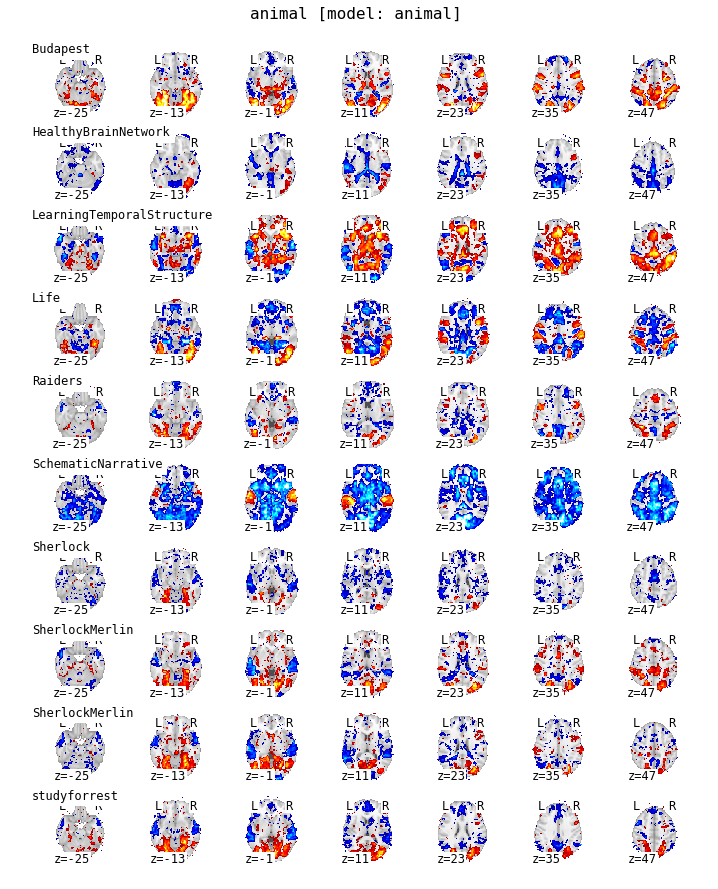 animal [model: animal]
Budapest
L R L R L R L R L R L R L R
z=-25 z=-13 z=-1 z=11 z=23 z=35 z=47
HealthyBrainNetwork
L R L R L R L R L R L R L R
z=-25 z=-13 z=-1 z=11 z=23 z=35 z=47
LearningTemporalStructure
L R L R L R L R L R L R L R
z=-25 z=-13 z=-1 z=11 z=23 z=35 z=47
Life
L R L R L R L R L R L R L R
z=-25 z=-13 z=-1 z=11 z=23 z=35 z=47
Raiders
L R L R L R L R L R L R L R
z=-25 z=-13 z=-1 z=11 z=23 z=35 z=47
SchematicNarrative
L R L R L R L R L R L R L R
z=-25 z=-13 z=-1 z=11 z=23 z=35 z=47
Sherlock
L R L R L R L R L R L R L R
z=-25 z=-13 z=-1 z=11 z=23 z=35 z=47
SherlockMerlin
L R L R L R L R L R L R L R
z=-25 z=-13 z=-1 z=11 z=23 z=35 z=47
SherlockMerlin
L R L R L R L R L R L R L R
z=-25 z=-13 z=-1 z=11 z=23 z=35 z=47
studyforrest
L R L R L R L R L R L R L R
z=-25 z=-13 z=-1 z=11 z=23 z=35 z=47